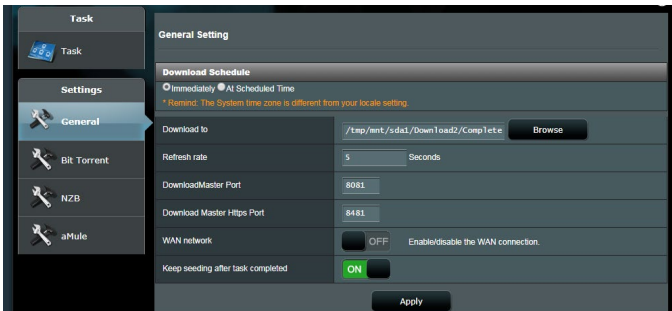 Task
Task
Settings
General
Bit Torrent
NZB
aMule
General Setting
Download Schedule
Immediately At Scheduled Time
* Remind: The System time zone is different from your locale setting.
Download to /tmp/mnt/sda1/Download2/Complete Browse
Refresh rate 5 Seconds
DownloadMaster Port 8081
Download Master Https Port 8481
WAN network OFF Enable/disable the WAN connection.
Keep seeding after task completed ON
Apply